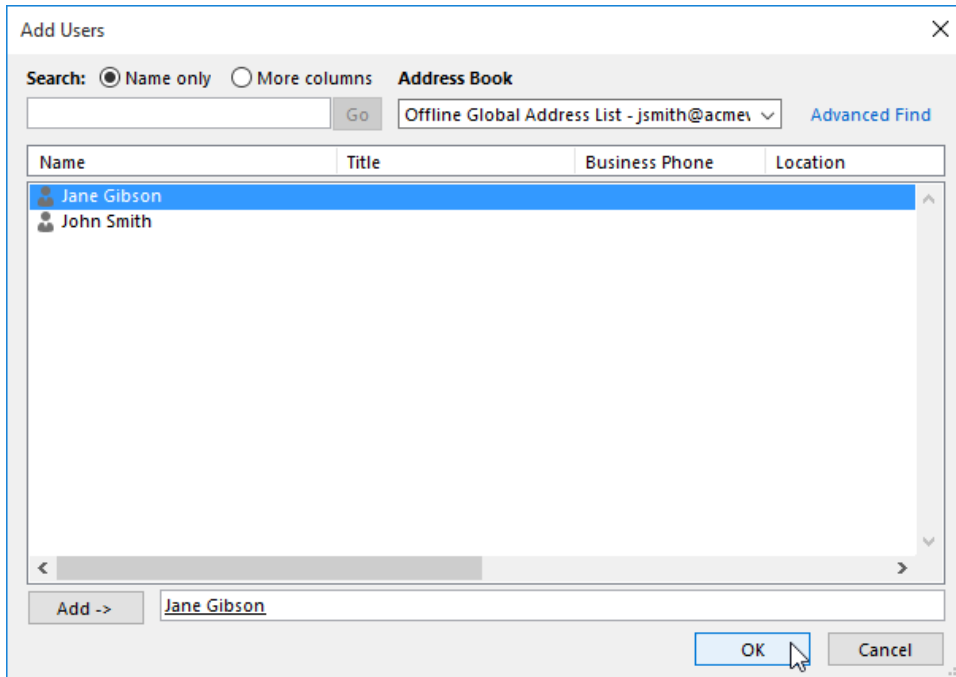 Add Users
Search: Name only More columns Address Book
Go Offline Global Address List - jsmith@acmev Advanced Find
Name Title Business Phone Location
Jane Gibson
John Smith
Add -> Jane Gibson
OK Cancel